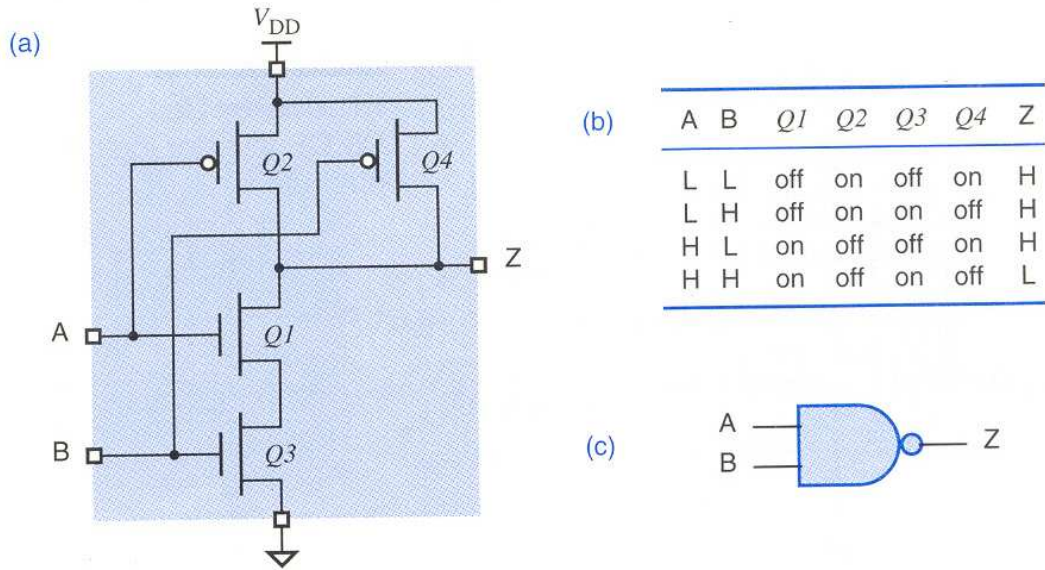 (a)
V_DD
Q2
Q4
Z
A
Q1
B
Q3
(b)
A B Q1 Q2 Q3 Q4 Z
L L off on off on H
L H off on on off H
H L on off off on H
H H on off on off L
(c)
A
B
Z